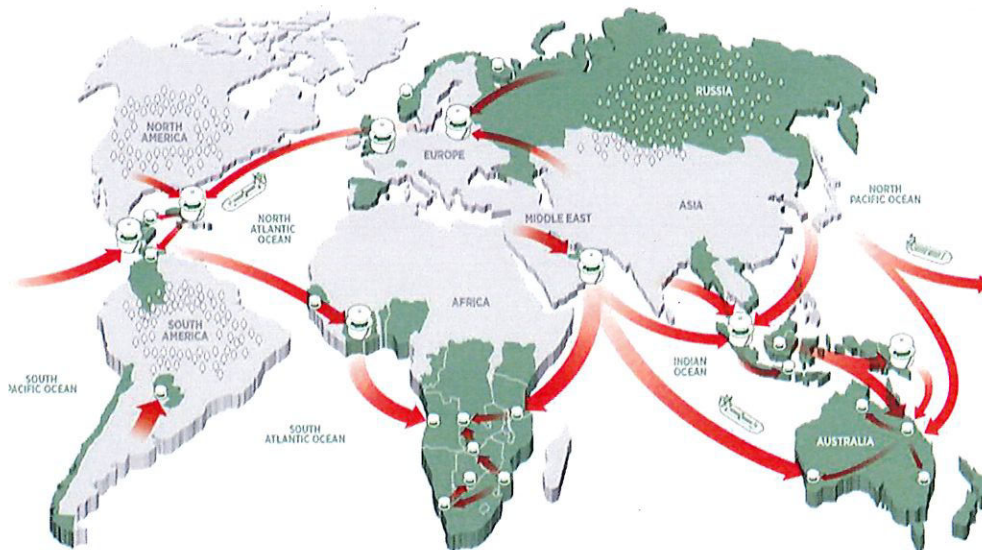 RUSSIA
NORTH
AMERICA
EUROPE
NORTH
PACIFIC OCEAN
NORTH
ATLANTIC
OCEAN
MIDDLE EAST
ASIA
AFRICA
SOUTH
AMERICA
INDIAN
OCEAN
SOUTH
PACIFIC OCEAN
SOUTH
ATLANTIC OCEAN
AUSTRALIA